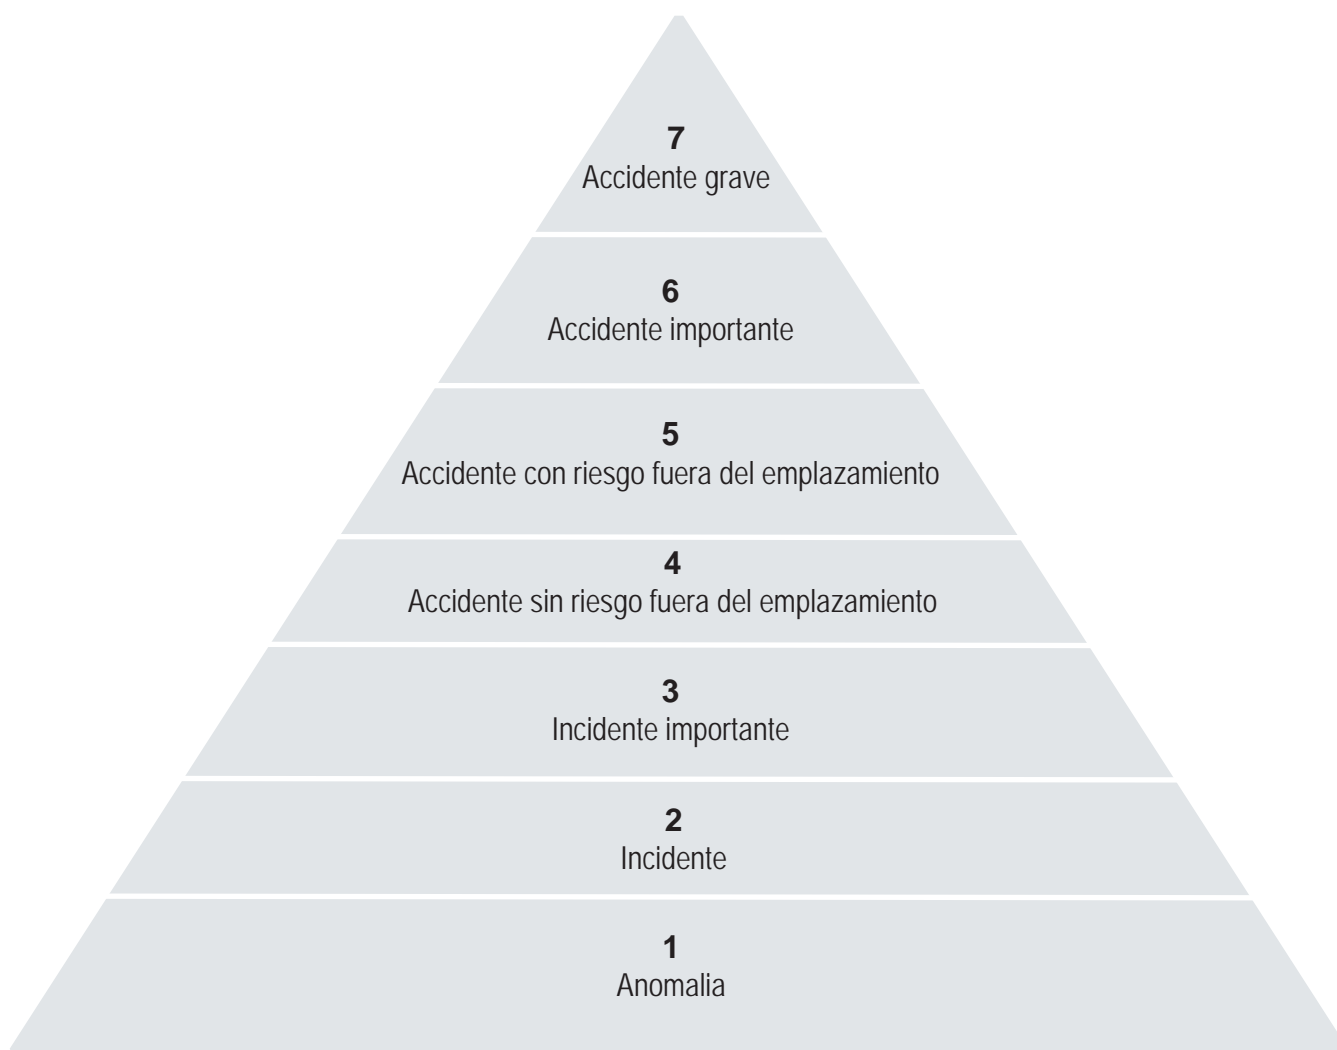 7
Accidente grave
6
Accidente importante
5
Accidente con riesgo fuera del emplazamiento
4
Accidente sin riesgo fuera del emplazamiento
3
Incidente importante
2
Incidente
1
Anomalia